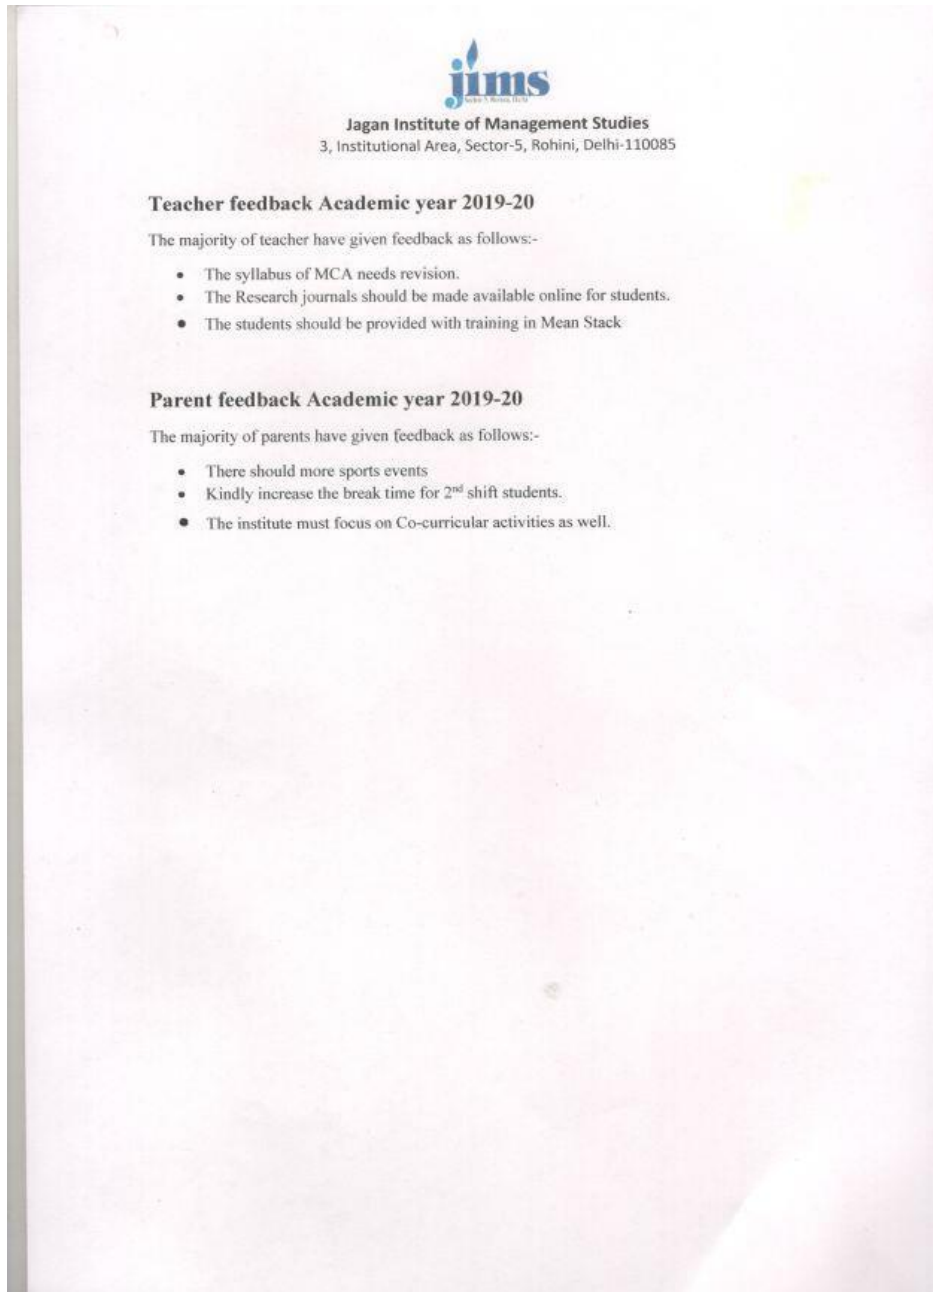 jims
Jagan Institute of Management Studies
3, Institutional Area, Sector-5, Rohini, Delhi-110085
Teacher feedback Academic year 2019-20
The majority of teacher have given feedback as follows:-
• The syllabus of MCA needs revision.
• The Research journals should be made available online for students.
• The students should be provided with training in Mean Stack
Parent feedback Academic year 2019-20
The majority of parents have given feedback as follows:-
• There should more sports events
• Kindly increase the break time for 2nd shift students.
• The institute must focus on Co-curricular activities as well.